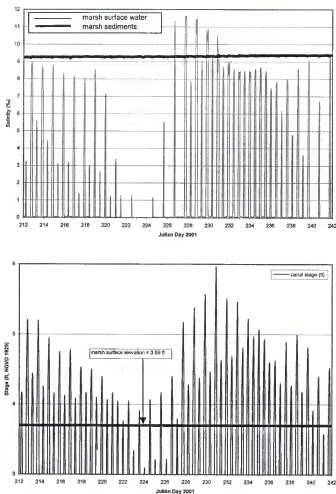 marsh surface water
marsh sediments
Salinity (‰)
12
11
10
9
8
7
6
5
4
3
2
1
0
212 214 216 218 220 222 224 226 228 230 232 234 236 238 240 242
Julian Day 2001
canal stage (ft)
marsh surface elevation = 3.69 ft
Stage (ft, NGVD 1929)
6
5
4
3
212 214 216 218 220 222 224 226 228 230 232 234 236 238 240 242
Julian Day 2001